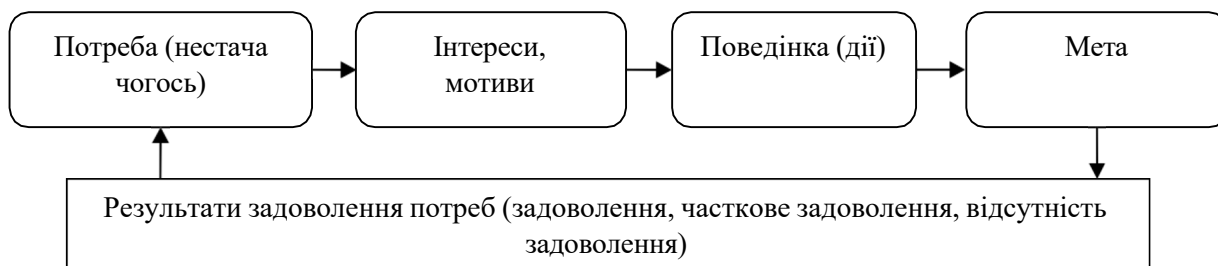 Потреба (нестача
чогось)
Інтереси,
мотиви
Поведінка (дії)
Мета
Результати задоволення потреб (задоволення, часткове задоволення, відсутність
задоволення)